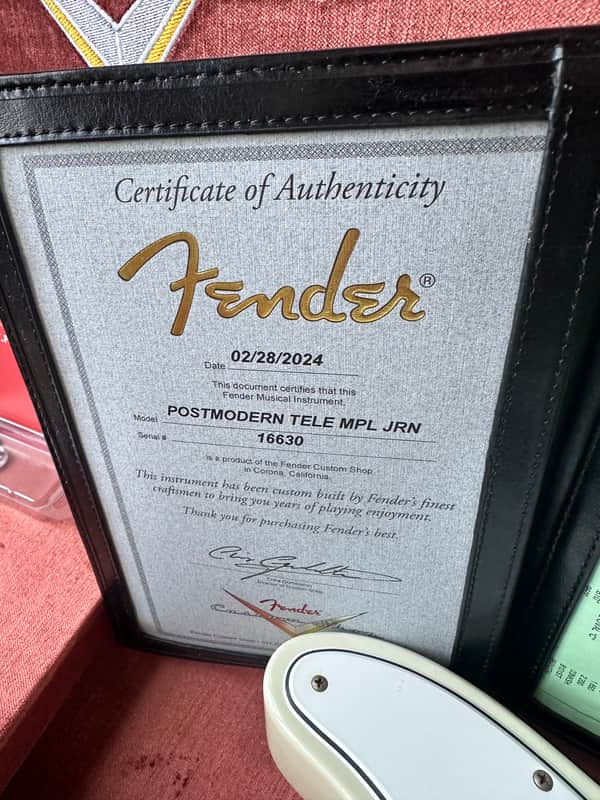 Certificate of Authenticity
Fender®
Date 02/28/2024
This document certifies that this
Fender Musical Instrument.
Model POSTMODERN TELE MPL JRN
Serial # 16630
is a product of the Fender Custom Shop
in Corona, California.
This instrument has been custom built by Fender's finest
craftsmen to bring you years of playing enjoyment.
Thank you for purchasing Fender's best.
Fender